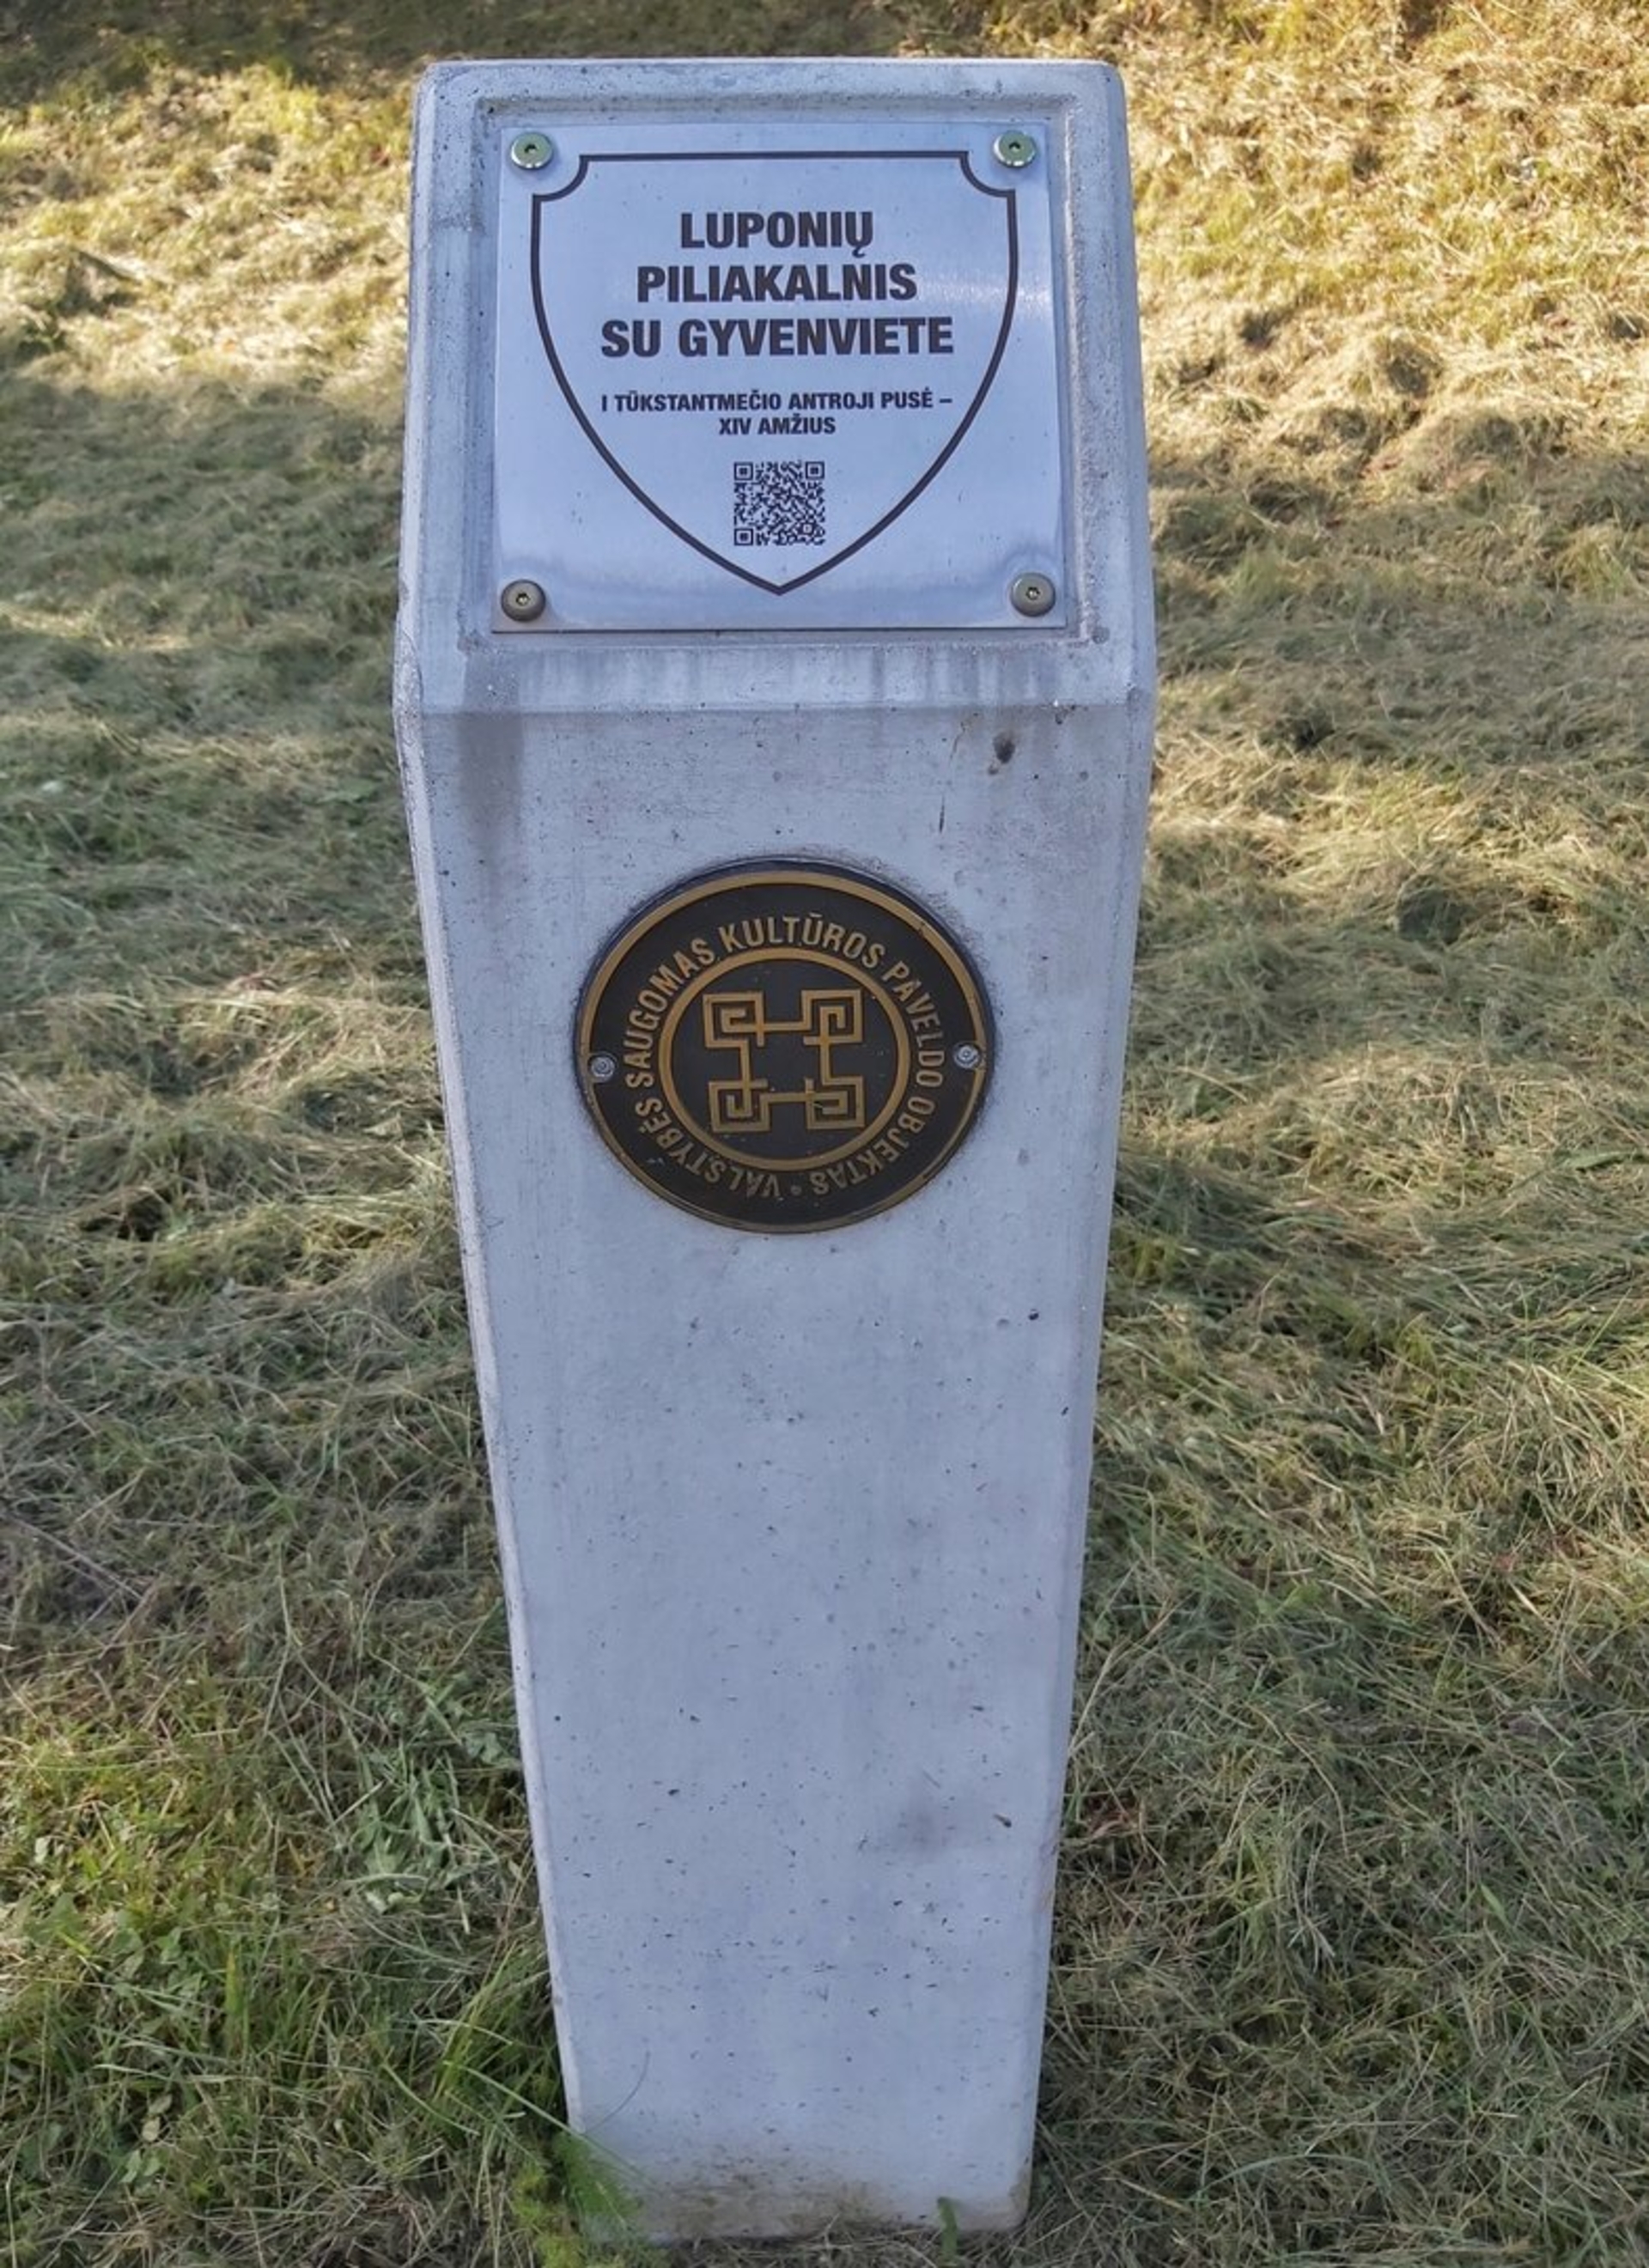 LUPONIŲ
PILIAKALNIS
SU GYVENVIETE
I TŪKSTANTMEČIO ANTROJI PUSĖ –
XIV AMŽIUS
VALSTYBĖS SAUGOMAS KULTŪROS PAVELDO OBJEKTAS •